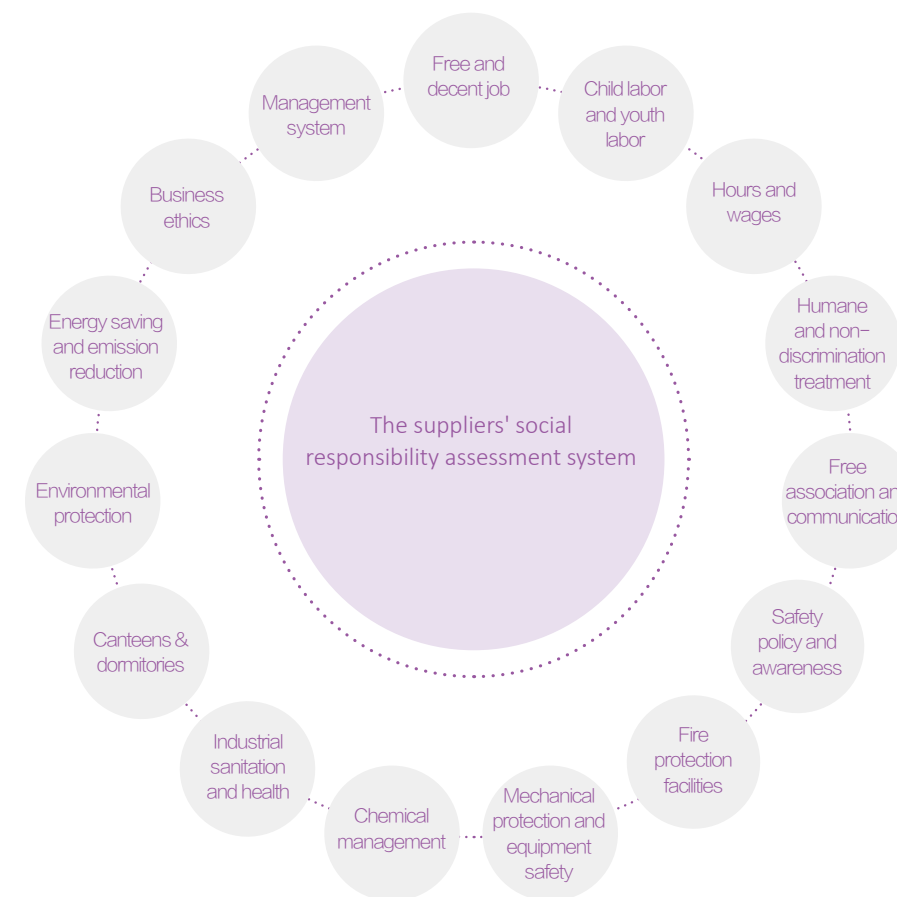 Free and
decent job
Child labor
and youth
labor
Hours and
wages
Humane
and non-
discrimination
treatment
Free
association an
communicatio
Safety
policy and
awareness
Fire
protection
facilities
Mechanical
protection and
equipment
safety
Chemical
management
Industrial
sanitation
and health
Canteens &
dormitories
Environmental
protection
Energy saving
and emission
reduction
Business
ethics
Management
system
The suppliers' social
responsibility assessment system